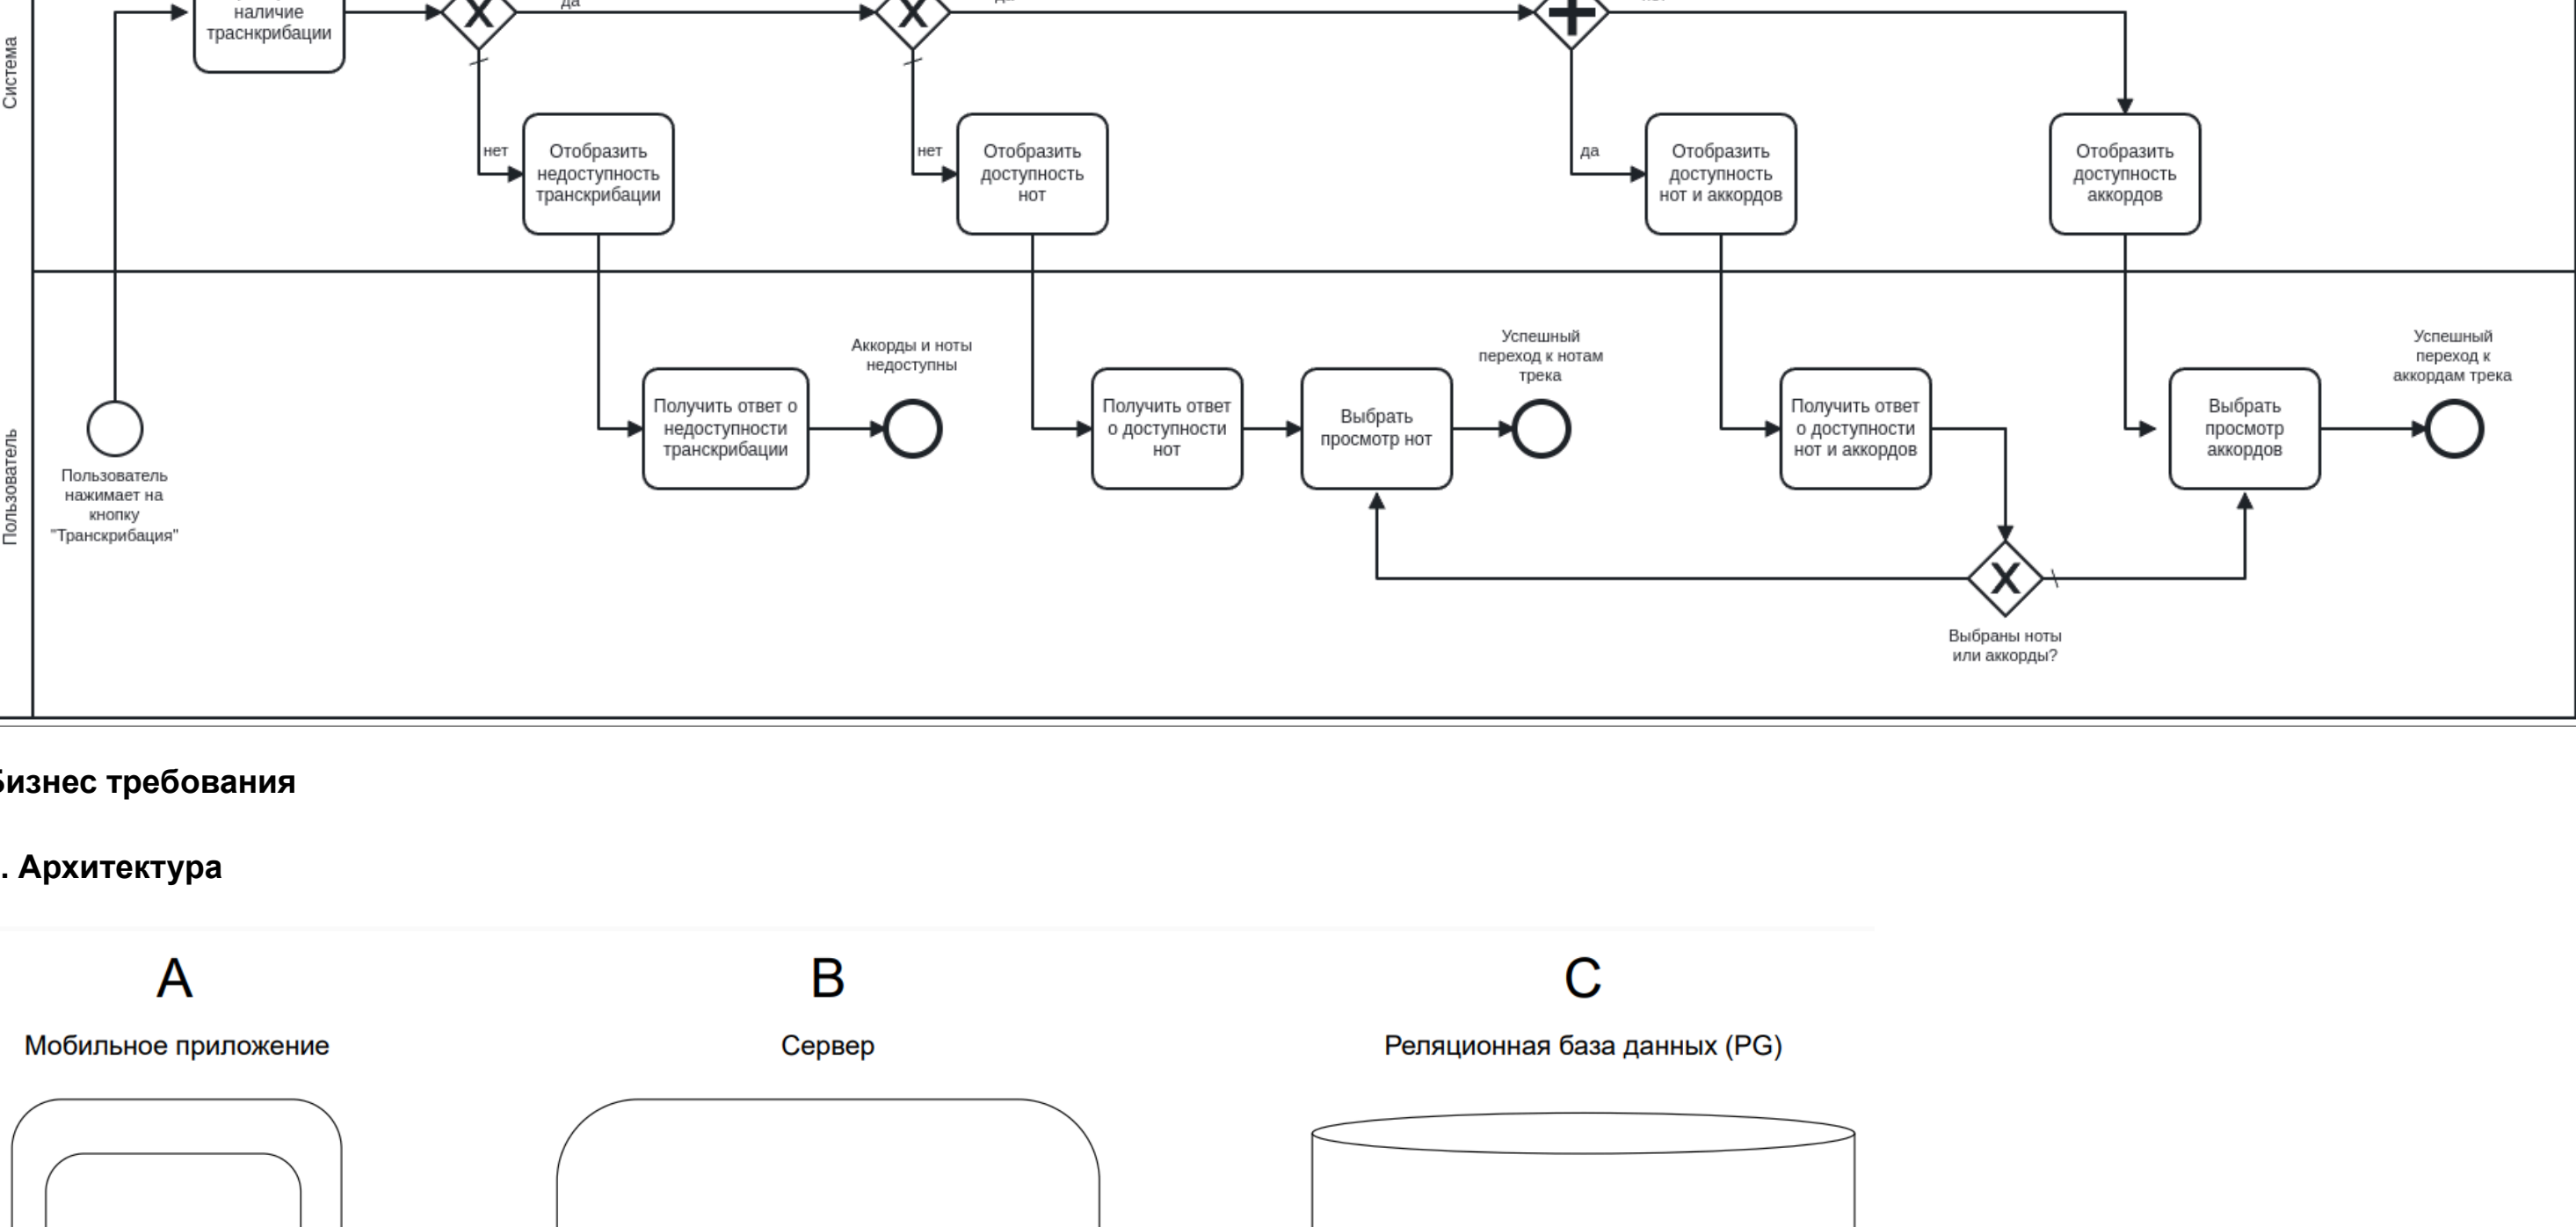 Система
наличие
траснкрибации
да
нет
Отобразить
недоступность
транскрибации
нет
Отобразить
доступность
нот
да
Отобразить
доступность
нот и аккордов
Отобразить
доступность
аккордов
Пользователь
Пользователь
нажимает на
кнопку
"Транскрибация"
Получить ответ о
недоступности
транскрибации
Аккорды и ноты
недоступны
Получить ответ
о доступности
нот
Выбрать
просмотр нот
Успешный
переход к нотам
трека
Получить ответ
о доступности
нот и аккордов
Выбраны ноты
или аккорды?
Выбрать
просмотр
аккордов
Успешный
переход к
аккордам трека
Бизнес требования
. Архитектура
A
B
C
Мобильное приложение
Сервер
Реляционная база данных (PG)